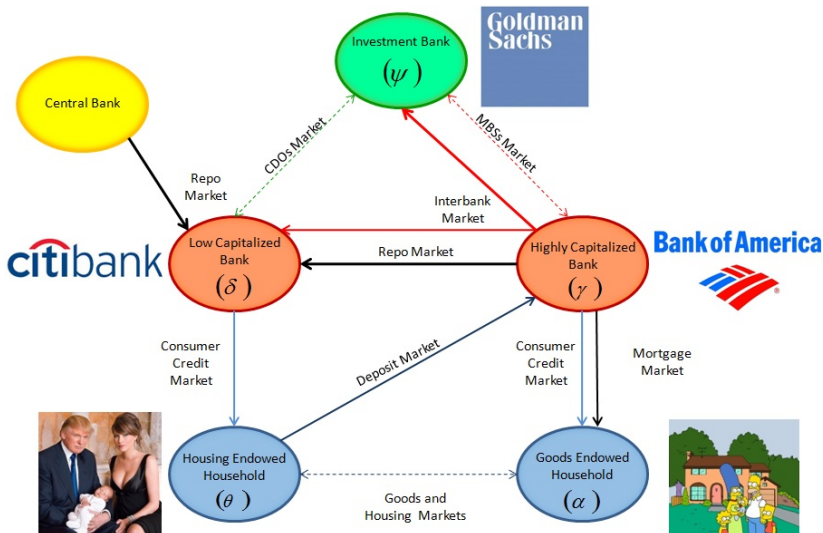 Goldman
Sachs
Investment Bank
(ψ)
Central Bank
CDOs Market
MBSs Market
Repo
Market
Interbank
Market
citibank
Low Capitalized
Bank
(δ)
Repo Market
Highly Capitalized
Bank
(γ)
Bank of America
Consumer
Credit
Market
Deposit Market
Consumer
Credit
Market
Mortgage
Market
Housing Endowed
Household
(θ)
Goods and
Housing Markets
Goods Endowed
Household
(α)